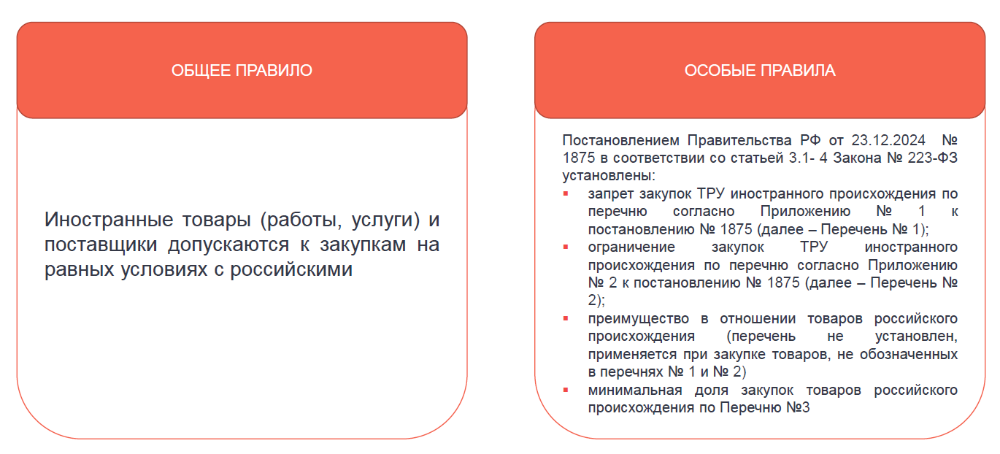 ОБЩЕЕ ПРАВИЛО
Иностранные товары (работы, услуги) и
поставщики допускаются к закупкам на
равных условиях с российскими
ОСОБЫЕ ПРАВИЛА
Постановлением Правительства РФ от 23.12.2024 №
1875 в соответствии со статьей 3.1- 4 Закона № 223-ФЗ
установлены:
▪ запрет закупок ТРУ иностранного происхождения по
перечню согласно Приложению № 1 к
постановлению № 1875 (далее – Перечень № 1);
▪ ограничение закупок ТРУ иностранного
происхождения по перечню согласно Приложению
№ 2 к постановлению № 1875 (далее – Перечень №
2);
▪ преимущество в отношении товаров российского
происхождения (перечень не установлен,
применяется при закупке товаров, не обозначенных
в перечнях № 1 и № 2)
▪ минимальная доля закупок товаров российского
происхождения по Перечню №3